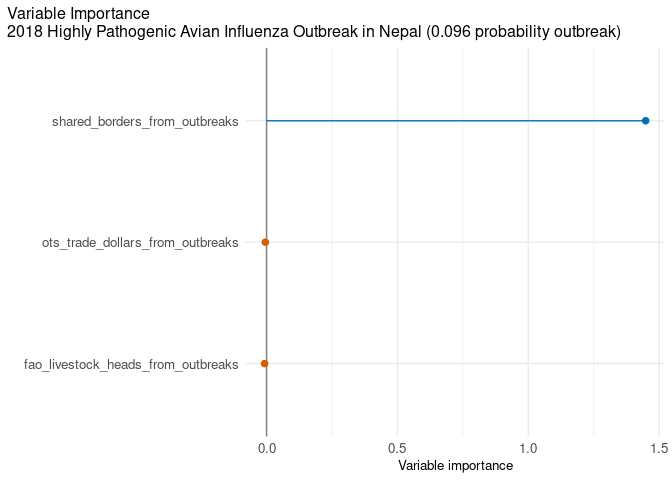 Variable Importance
2018 Highly Pathogenic Avian Influenza Outbreak in Nepal (0.096 probability outbreak)
shared_borders_from_outbreaks
ots_trade_dollars_from_outbreaks
fao_livestock_heads_from_outbreaks
0.0 0.5 1.0 1.5
Variable importance